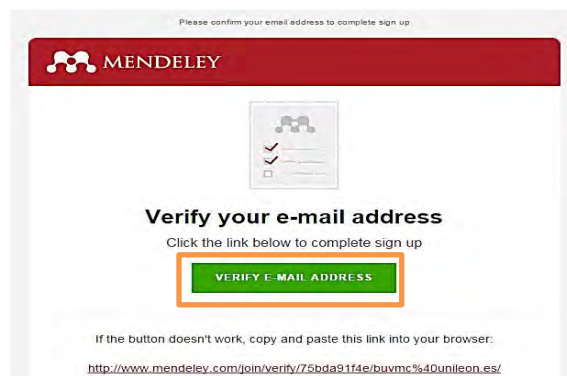 Please confirm your email address to complete sign up
MENDELEY
Verify your e-mail address
Click the link below to complete sign up
VERIFY E-MAIL ADDRESS
If the button doesn't work, copy and paste this link into your browser:
http://www.mendeley.com/join/verify/75bda91f4e/buvmc%40unileon.es/